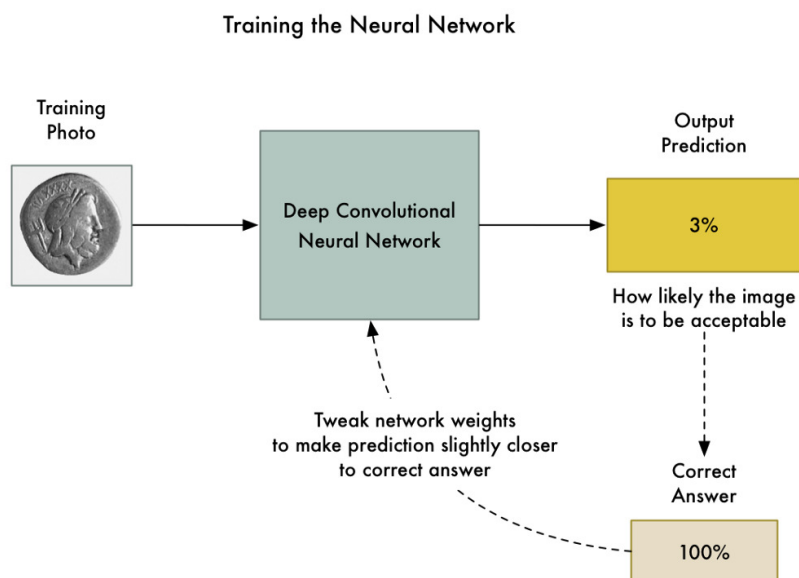 Training the Neural Network
Training
Photo
Deep Convolutional
Neural Network
Output
Prediction
3%
How likely the image
is to be acceptable
Tweak network weights
to make prediction slightly closer
to correct answer
Correct
Answer
100%